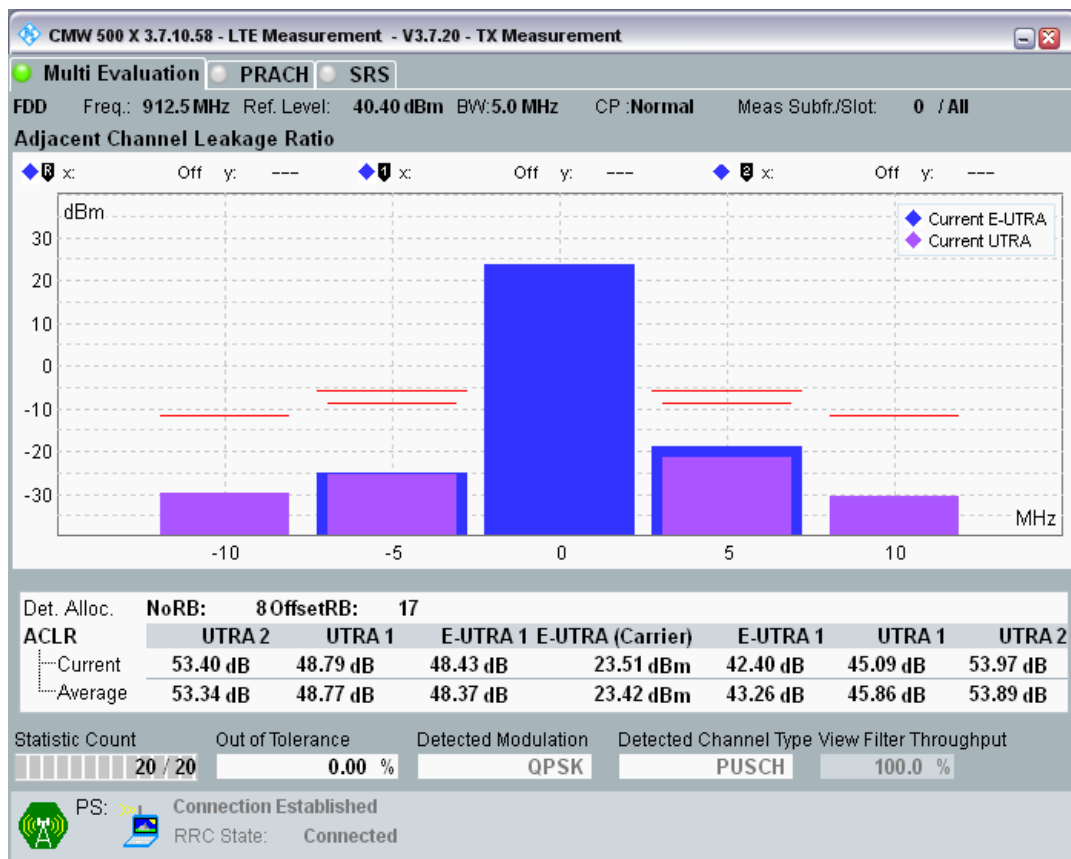 CMW 500 X 3.7.10.58 - LTE Measurement - V3.7.20 - TX Measurement
Multi Evaluation PRACH SRS
FDD Freq.: 912.5 MHz Ref. Level: 40.40 dBm BW:5.0 MHz CP :Normal Meas Subfr./Slot: 0 / All
Adjacent Channel Leakage Ratio
R x: Off y: --- 1 x: Off y: --- 2 x: Off y: ---
dBm
Current E-UTRA
Current UTRA
30
20
10
0
-10
-20
-30
MHz
-10 -5 0 5 10
Det. Alloc. NoRB: 8 OffsetRB: 17
ACLR UTRA 2 UTRA 1 E-UTRA 1 E-UTRA (Carrier) E-UTRA 1 UTRA 1 UTRA 2
Current 53.40 dB 48.79 dB 48.43 dB 23.51 dBm 42.40 dB 45.09 dB 53.97 dB
Average 53.34 dB 48.77 dB 48.37 dB 23.42 dBm 43.26 dB 45.86 dB 53.89 dB
Statistic Count Out of Tolerance Detected Modulation Detected Channel Type View Filter Throughput
20 / 20 0.00 % QPSK PUSCH 100.0 %
PS: Connection Established
RRC State: Connected